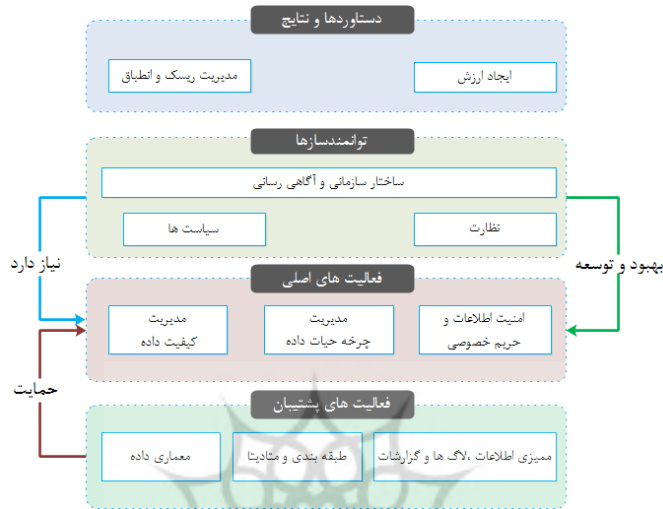 دستاوردها و نتایج
ایجاد ارزش
مدیریت ریسک و انطباق
توانمندسازها
ساختار سازمانی و آگاهی رسانی
نظارت
سیاست ها
بهبود و توسعه
نیاز دارد
فعالیت های اصلی
امنیت اطلاعات و
حریم خصوصی
مدیریت
چرخه حیات داده
مدیریت
کیفیت داده
حمایت
فعالیت های پشتیبان
ممیزی اطلاعات ،لاگ ها و گزارشات
طبقه بندی و متادیتا
معماری داده